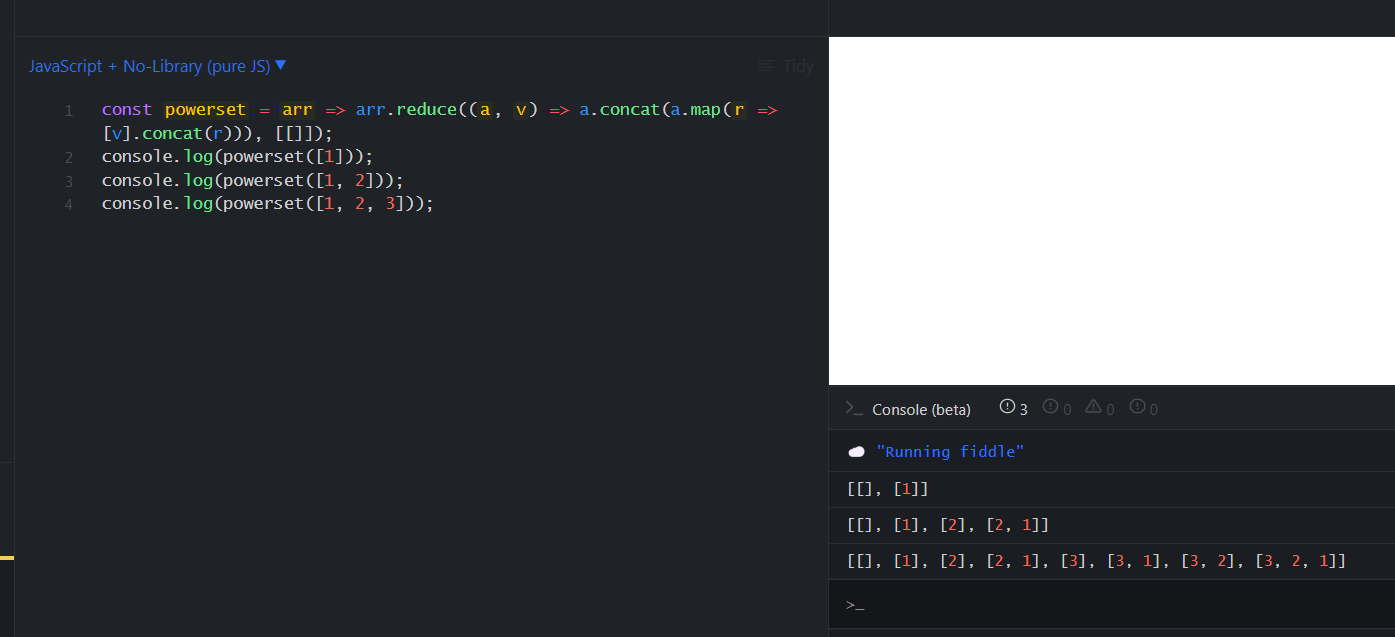 JavaScript + No-Library (pure JS) ▼
Tidy
1 const powerset = arr => arr.reduce((a, v) => a.concat(a.map(r =>
[v].concat(r))), [[]]);
2 console.log(powerset([1]));
3 console.log(powerset([1, 2]));
4 console.log(powerset([1, 2, 3]));
>_ Console (beta) 3 0 0 0
"Running fiddle"
[[], [1]]
[[], [1], [2], [2, 1]]
[[], [1], [2], [2, 1], [3], [3, 1], [3, 2], [3, 2, 1]]
>_